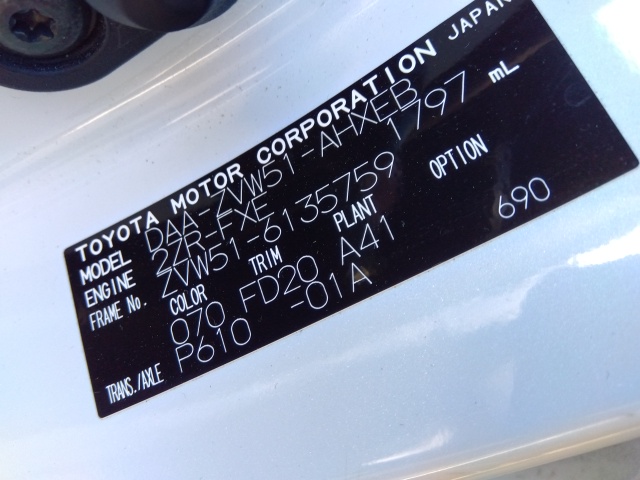 TOYOTA MOTOR CORPORATION JAPAN
MODEL DAA-ZVW51-AHXEB
ENGINE 2ZR-FXE 1797 mL
FRAME No. ZVW51-6135759
COLOR TRIM PLANT OPTION
070 FD20 A41 690
TRANS./AXLE P610 -01A